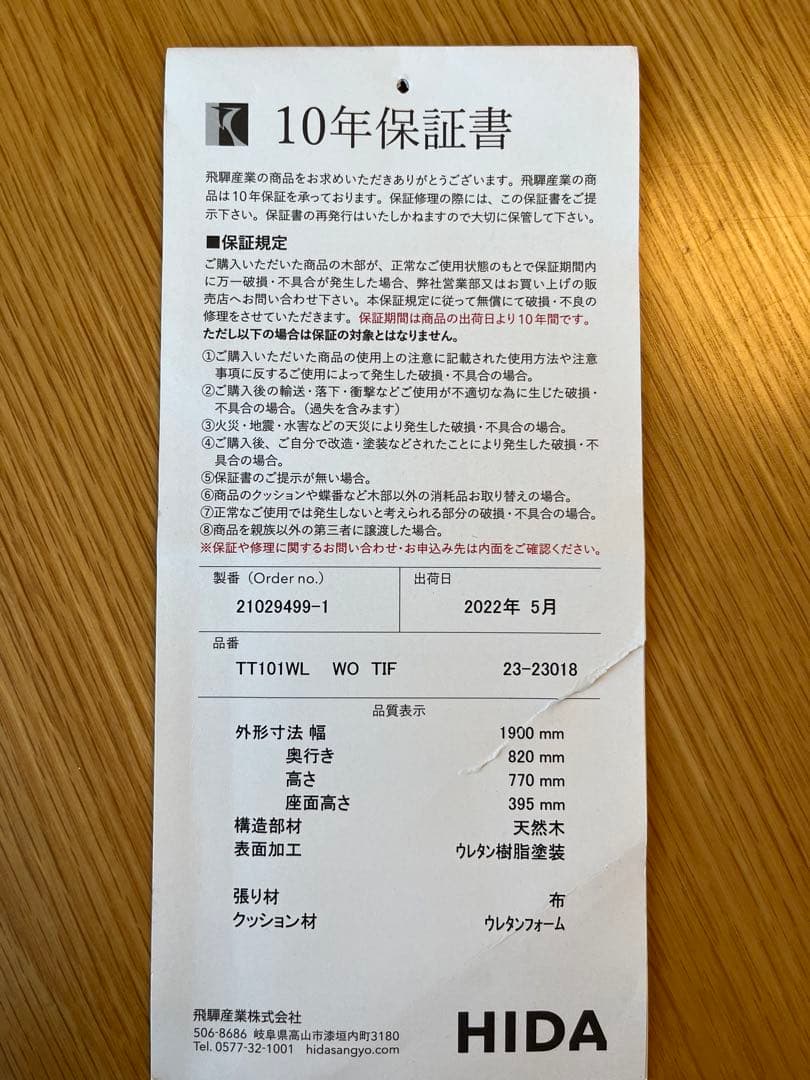 10年保証書
飛騨産業の商品をお求めいただきありがとうございます。飛騨産業の商
品は10年保証を承っております。保証修理の際には、この保証書をご提
示下さい。保証書の再発行はいたしかねますので大切に保管して下さい。
■保証規定
ご購入いただいた商品の木部が、正常なご使用状態のもとで保証期間内
に万一破損・不具合が発生した場合、弊社営業部又はお買い上げの販
売店へお問い合わせ下さい。本保証規定に従って無償にて破損・不良の
修理をさせていただきます。保証期間は商品の出荷日より10年間です。
ただし以下の場合は保証の対象とはなりません。
①ご購入いただいた商品の使用上の注意に記載された使用方法や注意
事項に反するご使用によって発生した破損・不具合の場合。
②ご購入後の輸送・落下・衝撃などご使用が不適切な為に生じた破損・
不具合の場合。（過失を含みます）
③火災・地震・水害などの天災により発生した破損・不具合の場合。
④ご購入後、ご自分で改造・塗装などされたことにより発生した破損・不
具合の場合。
⑤保証書のご提示が無い場合。
⑥商品のクッションや蝶番など木部以外の消耗品お取り替えの場合。
⑦正常なご使用では発生しないと考えられる部分の破損・不具合の場合。
⑧商品を親族以外の第三者に譲渡した場合。
※保証や修理に関するお問い合わせ・お申込み先は内面をご確認ください。
製番（Order no.） 出荷日
21029499-1 2022年 5月
品番
TT101WL WO TIF 23-23018
品質表示
外形寸法 幅 1900 mm
奥行き 820 mm
高さ 770 mm
座面高さ 395 mm
構造部材 天然木
表面加工 ウレタン樹脂塗装
張り材 布
クッション材 ウレタンフォーム
飛騨産業株式会社
506-8686 岐阜県高山市漆垣内町3180
Tel. 0577-32-1001 hidasangyo.com
HIDA